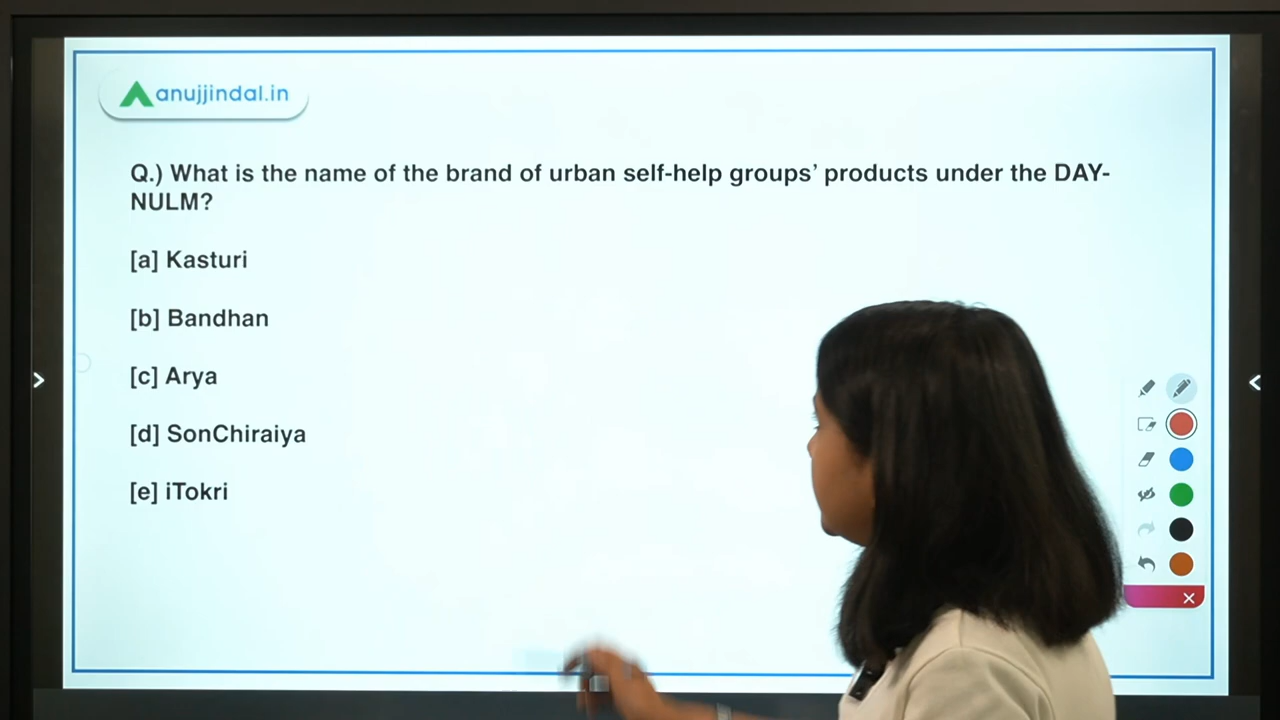 anujjindal.in
Q.) What is the name of the brand of urban self-help groups’ products under the DAY-
NULM?
[a] Kasturi
[b] Bandhan
[c] Arya
[d] SonChiraiya
[e] iTokri